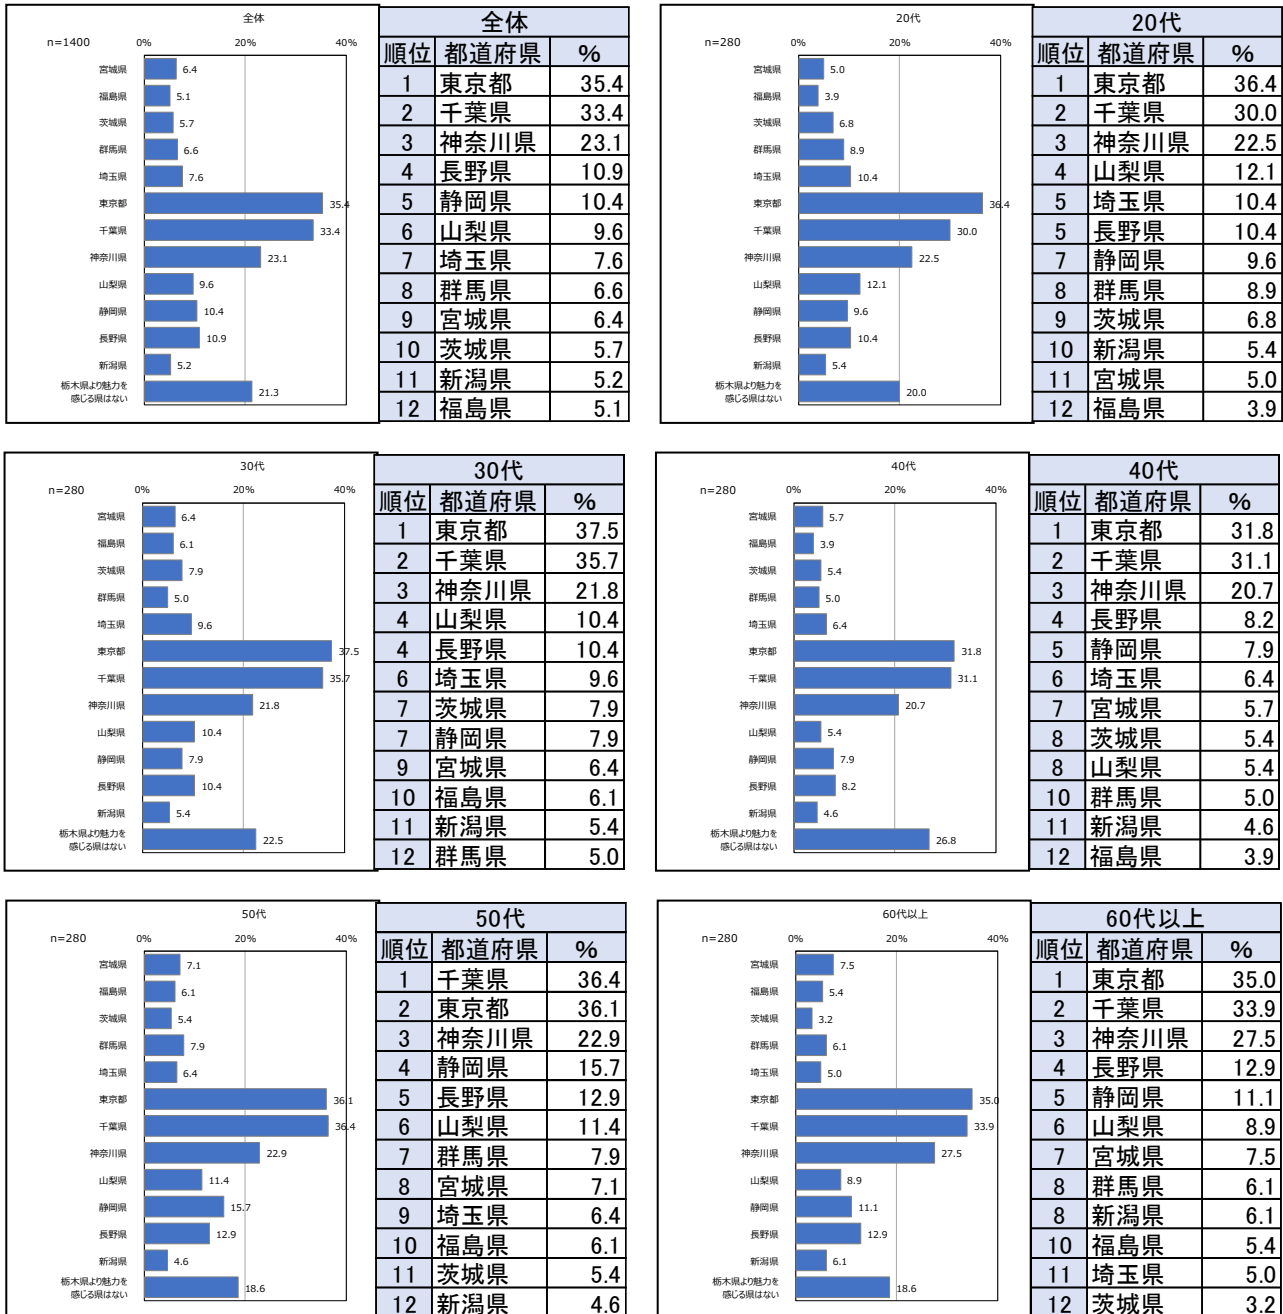 全体
n=1400 0% 20% 40%
宮城県 6.4
福島県 5.1
茨城県 5.7
群馬県 6.6
埼玉県 7.6
東京都 35.4
千葉県 33.4
神奈川県 23.1
山梨県 9.6
静岡県 10.4
長野県 10.9
新潟県 5.2
栃木県より魅力を
感じる県はない 21.3
全体
順位 都道府県 %
1 東京都 35.4
2 千葉県 33.4
3 神奈川県 23.1
4 長野県 10.9
5 静岡県 10.4
6 山梨県 9.6
7 埼玉県 7.6
8 群馬県 6.6
9 宮城県 6.4
10 茨城県 5.7
11 新潟県 5.2
12 福島県 5.1
20代
n=280 0% 20% 40%
宮城県 5.0
福島県 3.9
茨城県 6.8
群馬県 8.9
埼玉県 10.4
東京都 36.4
千葉県 30.0
神奈川県 22.5
山梨県 12.1
静岡県 9.6
長野県 10.4
新潟県 5.4
栃木県より魅力を
感じる県はない 20.0
20代
順位 都道府県 %
1 東京都 36.4
2 千葉県 30.0
3 神奈川県 22.5
4 山梨県 12.1
5 埼玉県 10.4
5 長野県 10.4
7 静岡県 9.6
8 群馬県 8.9
9 茨城県 6.8
10 新潟県 5.4
11 宮城県 5.0
12 福島県 3.9
30代
n=280 0% 20% 40%
宮城県 6.4
福島県 6.1
茨城県 7.9
群馬県 5.0
埼玉県 9.6
東京都 37.5
千葉県 35.7
神奈川県 21.8
山梨県 10.4
静岡県 7.9
長野県 10.4
新潟県 5.4
栃木県より魅力を
感じる県はない 22.5
30代
順位 都道府県 %
1 東京都 37.5
2 千葉県 35.7
3 神奈川県 21.8
4 山梨県 10.4
4 長野県 10.4
6 埼玉県 9.6
7 茨城県 7.9
7 静岡県 7.9
9 宮城県 6.4
10 福島県 6.1
11 新潟県 5.4
12 群馬県 5.0
40代
n=280 0% 20% 40%
宮城県 5.7
福島県 3.9
茨城県 5.4
群馬県 5.0
埼玉県 6.4
東京都 31.8
千葉県 31.1
神奈川県 20.7
山梨県 5.4
静岡県 7.9
長野県 8.2
新潟県 4.6
栃木県より魅力を
感じる県はない 26.8
40代
順位 都道府県 %
1 東京都 31.8
2 千葉県 31.1
3 神奈川県 20.7
4 長野県 8.2
5 静岡県 7.9
6 埼玉県 6.4
7 宮城県 5.7
8 茨城県 5.4
8 山梨県 5.4
10 群馬県 5.0
11 新潟県 4.6
12 福島県 3.9
50代
n=280 0% 20% 40%
宮城県 7.1
福島県 6.1
茨城県 5.4
群馬県 7.9
埼玉県 6.4
東京都 36.1
千葉県 36.4
神奈川県 22.9
山梨県 11.4
静岡県 15.7
長野県 12.9
新潟県 4.6
栃木県より魅力を
感じる県はない 18.6
50代
順位 都道府県 %
1 千葉県 36.4
2 東京都 36.1
3 神奈川県 22.9
4 静岡県 15.7
5 長野県 12.9
6 山梨県 11.4
7 群馬県 7.9
8 宮城県 7.1
9 埼玉県 6.4
10 福島県 6.1
11 茨城県 5.4
12 新潟県 4.6
60代以上
n=280 0% 20% 40%
宮城県 7.5
福島県 5.4
茨城県 3.2
群馬県 6.1
埼玉県 5.0
東京都 35.0
千葉県 33.9
神奈川県 27.5
山梨県 8.9
静岡県 11.1
長野県 12.9
新潟県 6.1
栃木県より魅力を
感じる県はない 18.6
60代以上
順位 都道府県 %
1 東京都 35.0
2 千葉県 33.9
3 神奈川県 27.5
4 長野県 12.9
5 静岡県 11.1
6 山梨県 8.9
7 宮城県 7.5
8 群馬県 6.1
8 新潟県 6.1
10 福島県 5.4
11 埼玉県 5.0
12 茨城県 3.2